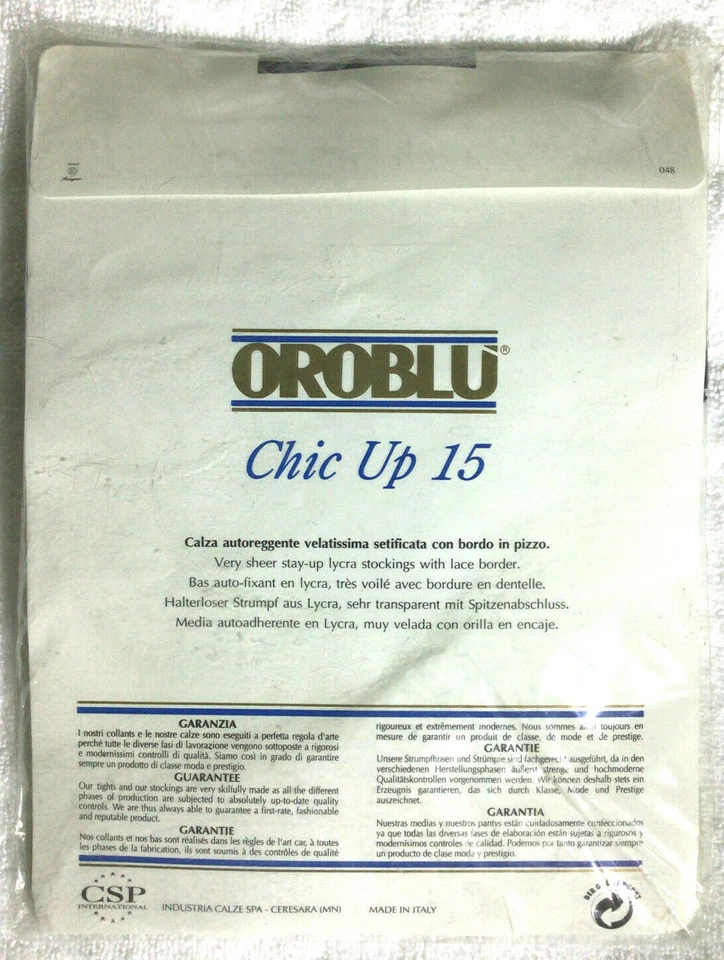 ®
048
OROBLÙ®
Chic Up 15
Calza autoreggente velatissima setificata con bordo in pizzo.
Very sheer stay-up lycra stockings with lace border.
Bas auto-fixant en lycra, très voilé avec bordure en dentelle.
Halterloser Strumpf aus Lycra, sehr transparent mit Spitzenabschluss.
Media autoadherente en Lycra, muy velada con orilla en encaje.
GARANZIA
I nostri collants e le nostre calze sono eseguiti a perfetta regola d'arte
perchè tutte le diverse fasi di lavorazione vengono sottoposte a rigorosi
e modernissimi controlli di qualità. Siamo così in grado di garantire
sempre un prodotto di classe moda e prestigio.
GUARANTEE
Our tights and our stockings are very skilfully made as all the different
phases of production are subjected to absolutely up-to-date quality
controls. We are thus always able to guarantee a first-rate, fashionable
and reputable product.
GARANTIE
Nos collants et nos bas sont réalisés dans les règles de l'art car, à toutes
les phases de la fabrication, ils sont soumis à des contrôles de qualité
rigoureux et extrêmement modernes. Nous sommes toujours en
mesure de garantir un produit de classe, de mode et de prestige.
GARANTIE
Unsere Strumpfhosen und Strümpfe sind fachgerecht ausgeführt, da in den
verschiedenen Herstellungsphasen äußerst strenge und hochmoderne
Qualitätskontrollen vorgenommen werden. Wir können deshalb stets ein
Erzeugnis garantieren, das sich durch Klasse, Mode und Prestige
auszeichnet.
GARANTIA
Nuestras medias y nuestros pantys están cuidadosamente confeccionados
ya que todas las diversas fases de elaboración están sujetas a rigurosos y
modernísimos controles de calidad. Podemos por tanto garantizar siempre
un producto de clase moda y prestigio.
CSP
INTERNATIONAL
INDUSTRIA CALZE SPA - CERESARA (MN)
MADE IN ITALY